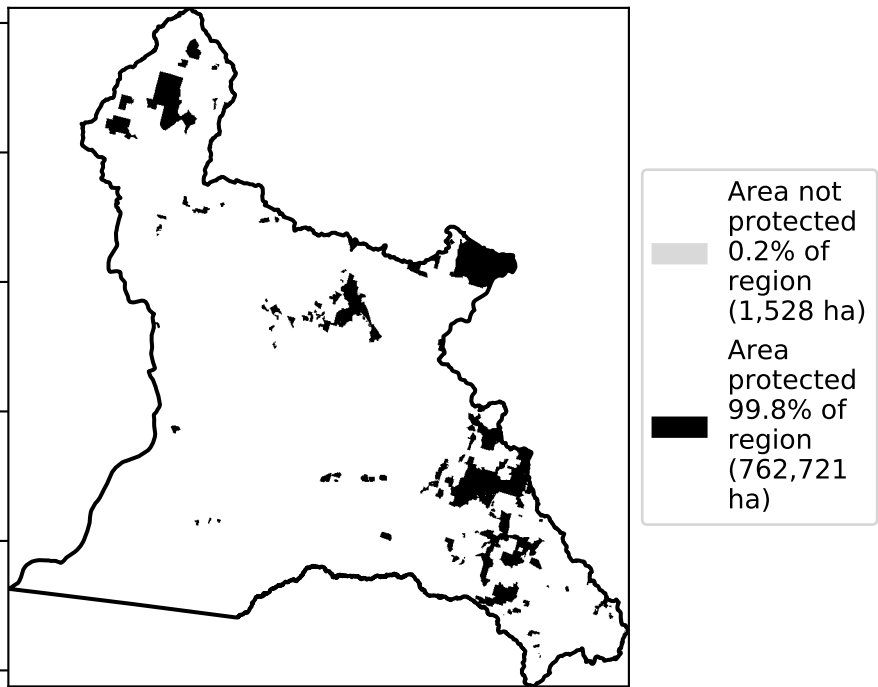 Area not
protected
0.2% of
region
(1,528 ha)
Area
protected
99.8% of
region
(762,721
ha)